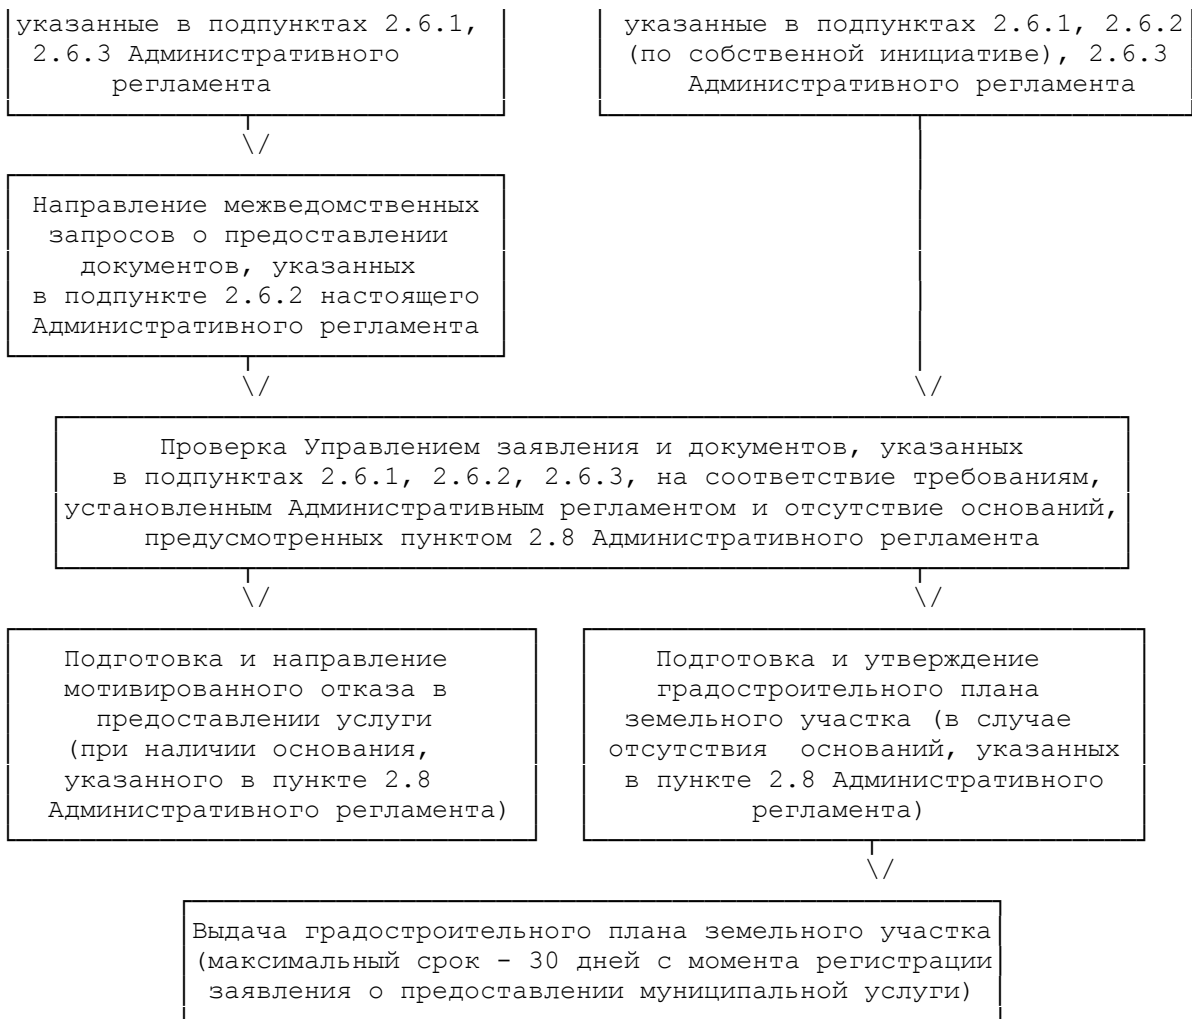 указанные в подпунктах 2.6.1,
2.6.3 Административного
регламента
указанные в подпунктах 2.6.1, 2.6.2
(по собственной инициативе), 2.6.3
Административного регламента
\/
Направление межведомственных
запросов о предоставлении
документов, указанных
в подпункте 2.6.2 настоящего
Административного регламента
\/ \/
Проверка Управлением заявления и документов, указанных
в подпунктах 2.6.1, 2.6.2, 2.6.3, на соответствие требованиям,
установленным Административным регламентом и отсутствие оснований,
предусмотренных пунктом 2.8 Административного регламента
\/ \/
Подготовка и направление
мотивированного отказа в
предоставлении услуги
(при наличии основания,
указанного в пункте 2.8
Административного регламента)
Подготовка и утверждение
градостроительного плана
земельного участка (в случае
отсутствия оснований, указанных
в пункте 2.8 Административного
регламента)
\/
Выдача градостроительного плана земельного участка
(максимальный срок - 30 дней с момента регистрации
заявления о предоставлении муниципальной услуги)